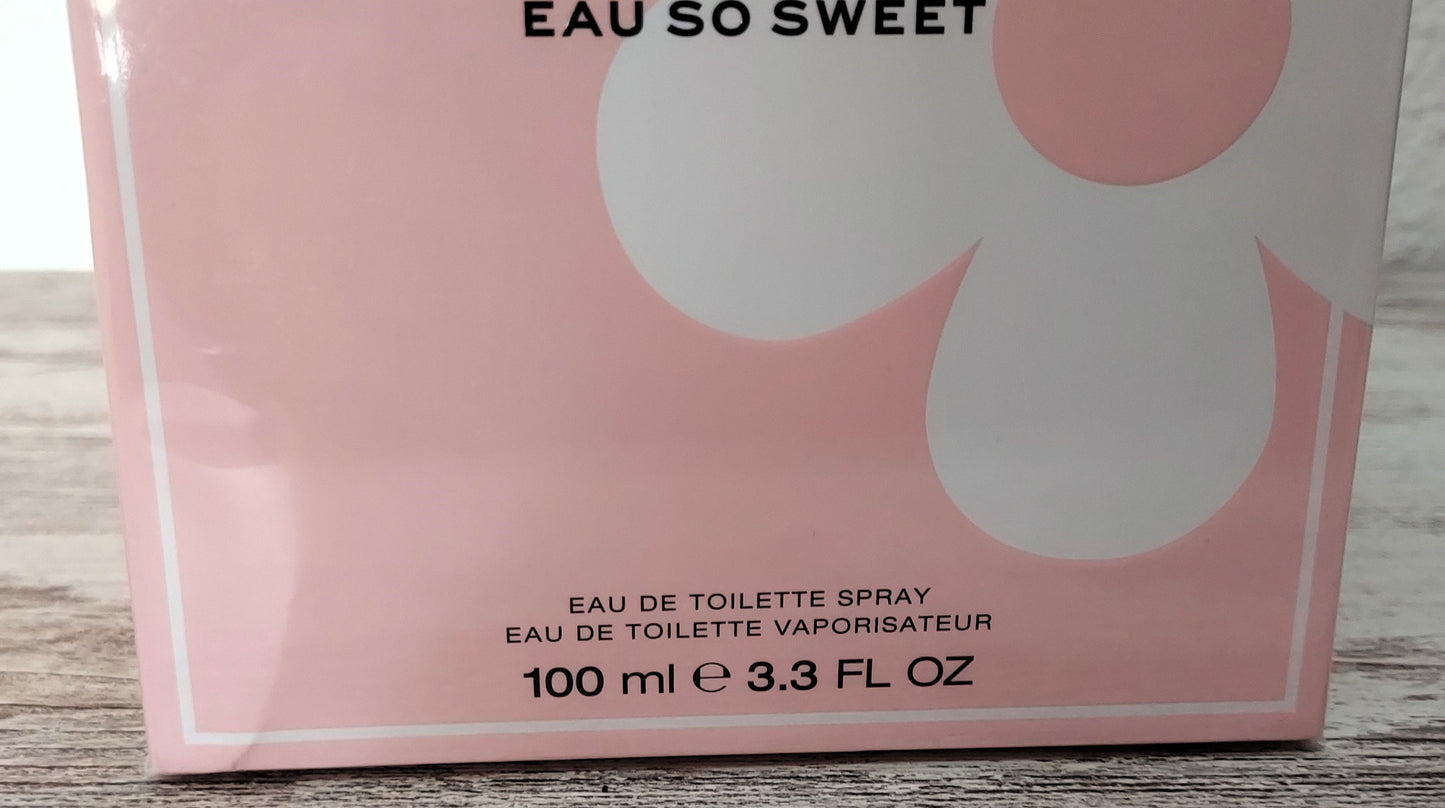 EAU SO SWEET
EAU DE TOILETTE SPRAY
EAU DE TOILETTE VAPORISATEUR
100 ml ℮ 3.3 FL OZ